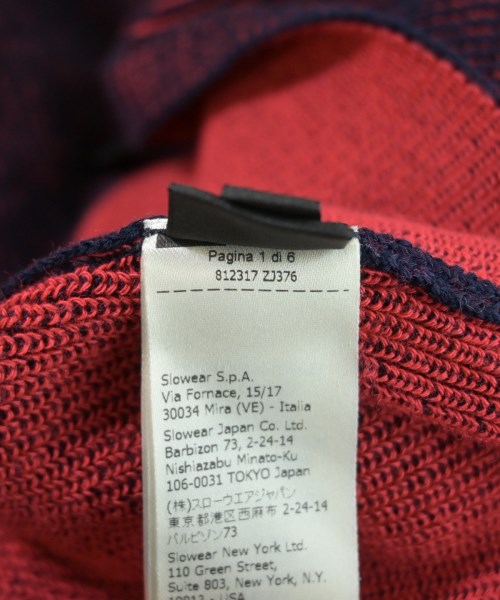 Pagina 1 di 6
812317 ZJ376
Slowear S.p.A.
Via Fornace, 15/17
30034 Mira (VE) - Italia
Slowear Japan Co. Ltd.
Barbizon 73, 2-24-14
Nishiazabu Minato-Ku
106-0031 TOKYO Japan
(株)スローウエアジャパン
東京都港区西麻布 2-24-14
バルビゾン73
Slowear New York Ltd.
110 Green Street,
Suite 803, New York, N.Y.
10012 - USA